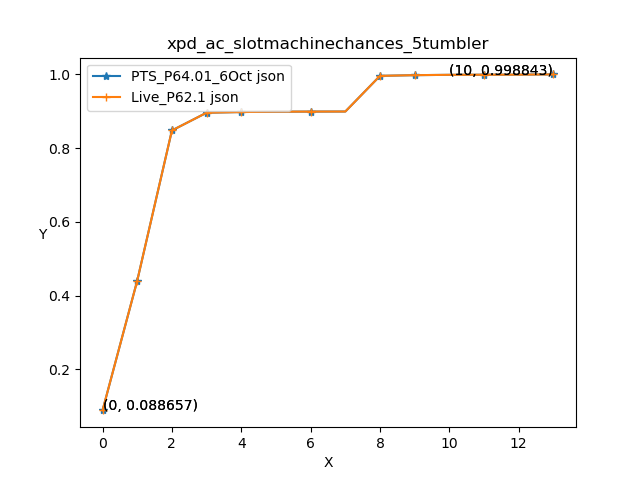 xpd_ac_slotmachinechances_5tumbler
PTS_P64.01_6Oct json
Live_P62.1 json
(10, 0.998843)
(0, 0.088657)
1.0
0.8
0.6
0.4
0.2
Y
0 2 4 6 8 10 12
X